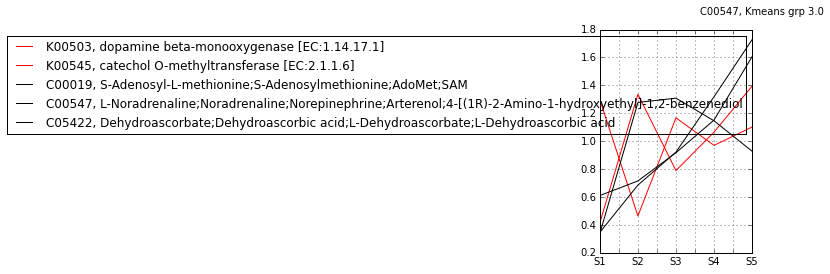 C00547, Kmeans grp 3.0
K00503, dopamine beta-monooxygenase [EC:1.14.17.1]
K00545, catechol O-methyltransferase [EC:2.1.1.6]
C00019, S-Adenosyl-L-methionine;S-Adenosylmethionine;AdoMet;SAM
C00547, L-Noradrenaline;Noradrenaline;Norepinephrine;Arterenol;4-[(1R)-2-Amino-1-hydroxyethyl]-1,2-benzenediol
C05422, Dehydroascorbate;Dehydroascorbic acid;L-Dehydroascorbate;L-Dehydroascorbic acid
1.8
1.6
1.4
1.2
1.0
0.8
0.6
0.4
0.2
S1 S2 S3 S4 S5